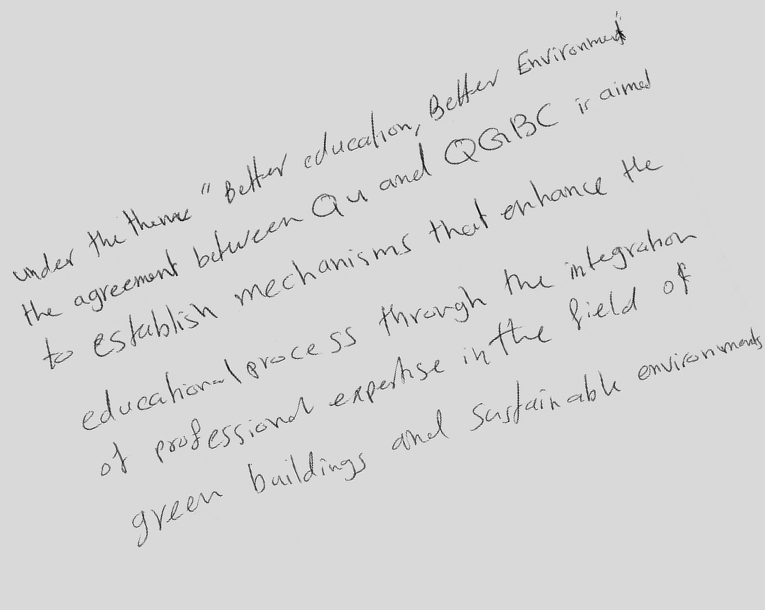 under the theme " Better education, Better Environment
the agreement between QU and QGBC is aimed
to establish mechanisms that enhance the
educational process through the integration
of professional expertise in the field of
green buildings and sustainable environments